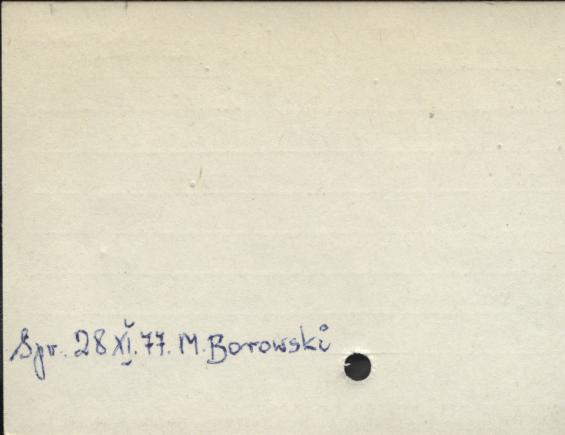 Spr. 28 XI. 77. M. Borowski